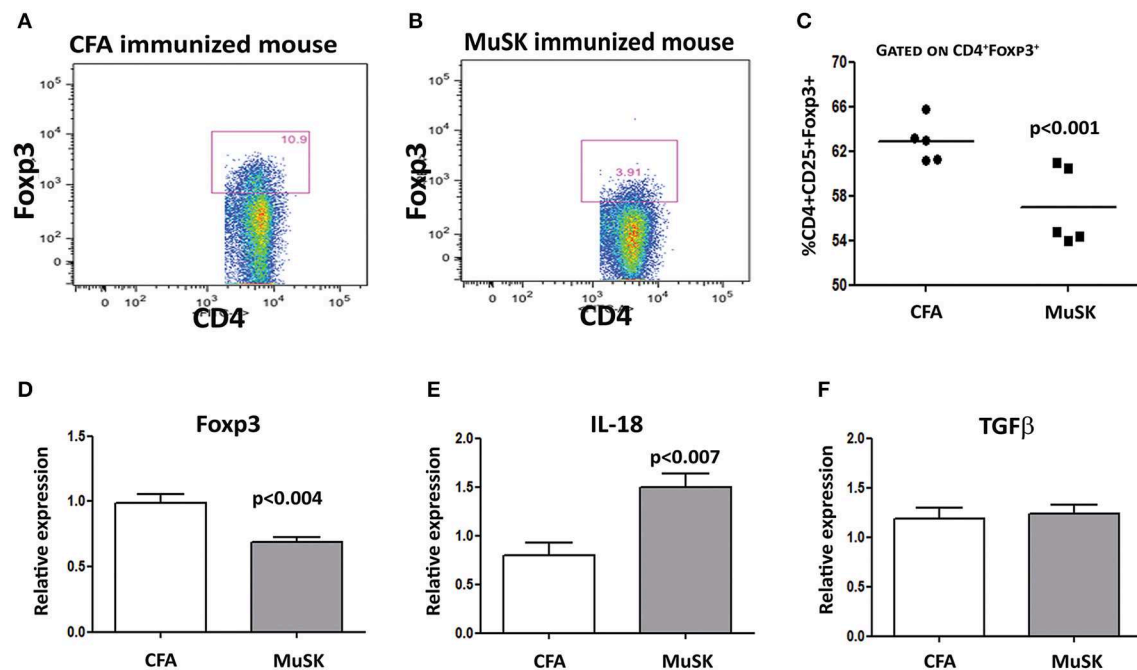 A
CFA immunized mouse
10.9
10⁵
10⁴
10³
10²
0
Foxp3
0
10²
10³
10⁴
10⁵
CD4
B
MuSK immunized mouse
3.91
10⁵
10⁴
10³
10²
0
Foxp3
0
10²
10³
10⁴
10⁵
CD4
C
GATED ON CD4⁺FOXP3⁺
%CD4+CD25+Foxp3+
70
66
62
58
54
50
p<0.001
CFA
MuSK
D
Foxp3
Relative expression
1.5
1.0
0.5
0.0
p<0.004
CFA
MuSK
E
IL-18
Relative expression
2.0
1.5
1.0
0.5
0.0
p<0.007
CFA
MuSK
F
TGFβ
Relative expression
2.0
1.5
1.0
0.5
0.0
CFA
MuSK